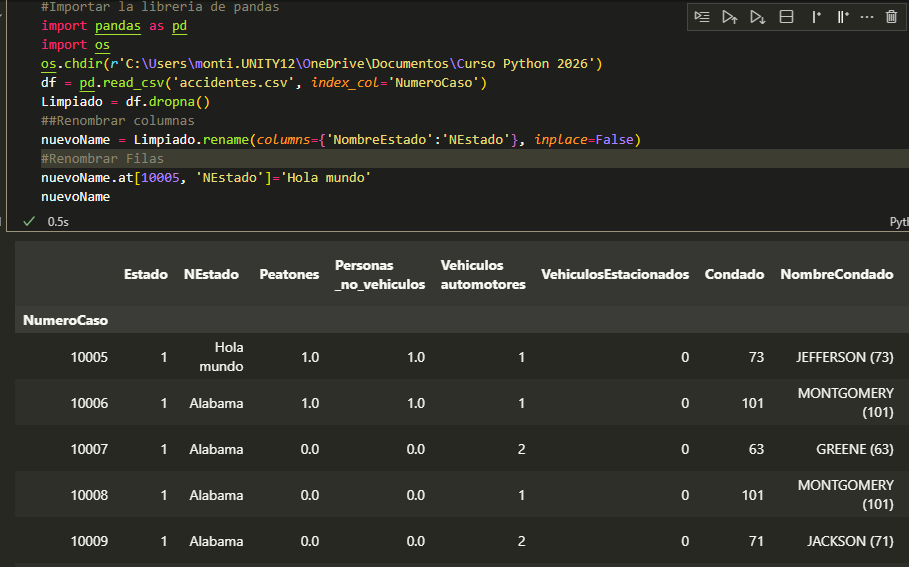 #Importar la libreria de pandas
import pandas as pd
import os
os.chdir(r'C:\Users\monti.UNITY12\OneDrive\Documentos\Curso Python 2026')
df = pd.read_csv('accidentes.csv', index_col='NumeroCaso')
Limpiado = df.dropna()
##Renombrar columnas
nuevoName = Limpiado.rename(columns={'NombreEstado':'NEstado'}, inplace=False)
#Renombrar Filas
nuevoName.at[10005, 'NEstado']='Hola mundo'
nuevoName
0.5s
Estado NEstado Peatones Personas _no_vehiculos Vehiculos automotores VehiculosEstacionados Condado NombreCondado
NumeroCaso
10005 1 Hola mundo 1.0 1.0 1 0 73 JEFFERSON (73)
10006 1 Alabama 1.0 1.0 1 0 101 MONTGOMERY (101)
10007 1 Alabama 0.0 0.0 2 0 63 GREENE (63)
10008 1 Alabama 0.0 0.0 1 0 101 MONTGOMERY (101)
10009 1 Alabama 0.0 0.0 2 0 71 JACKSON (71)